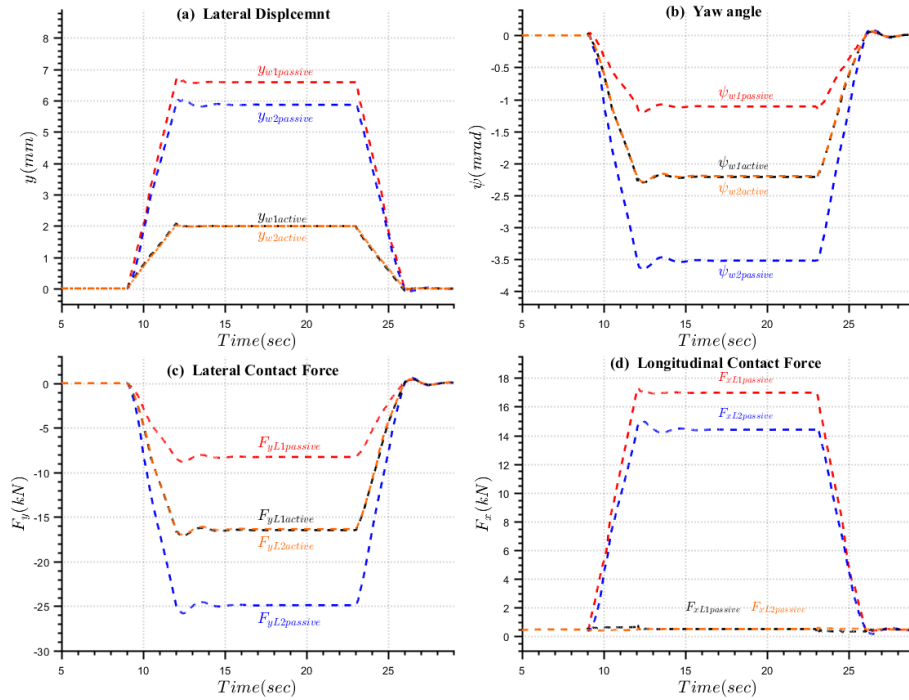 (a) Lateral Displcemnt
y(mm)
8
7
6
5
4
3
2
1
0
y_{w1passive}
y_{w2passive}
y_{w1active}
y_{w2active}
5 10 15 20 25
Time(sec)
(b) Yaw angle
ψ(mrad)
0
-0.5
-1
-1.5
-2
-2.5
-3
-3.5
-4
ψ_{w1passive}
ψ_{w1active}
ψ_{w2active}
ψ_{w2passive}
5 10 15 20 25
Time(sec)
(c) Lateral Contact Force
F_y(kN)
0
-5
-10
-15
-20
-25
-30
F_{yL1passive}
F_{yL1active}
F_{yL2active}
F_{yL2passive}
5 10 15 20 25
Time(sec)
(d) Longitudinal Contact Force
F_x(kN)
18
16
14
12
10
8
6
4
2
0
F_{xL1passive}
F_{xL2passive}
F_{xL1passive} F_{xL2passive}
5 10 15 20 25
Time(sec)